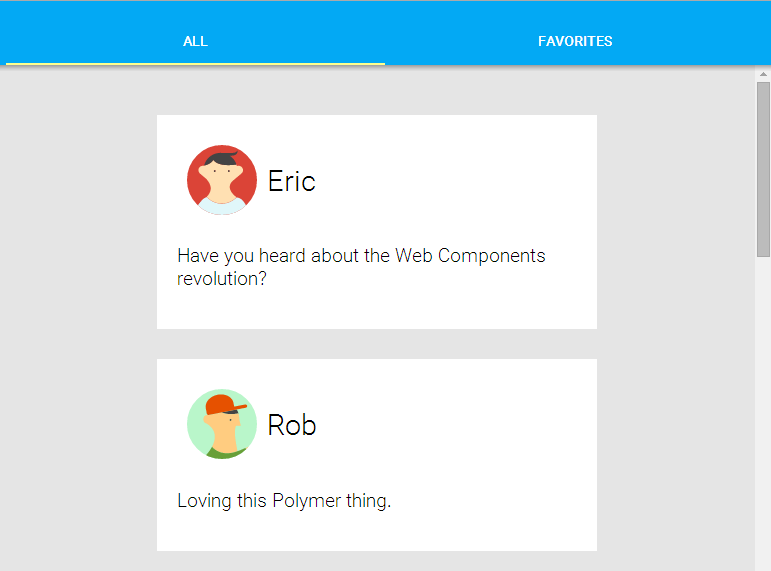 ALL
FAVORITES
Eric
Have you heard about the Web Components
revolution?
Rob
Loving this Polymer thing.